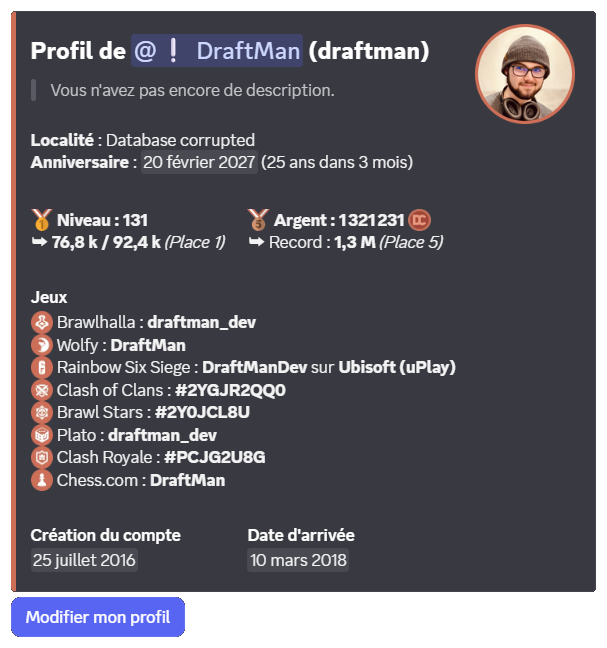 Profil de @❕ DraftMan (draftman)
Vous n'avez pas encore de description.
Localité : Database corrupted
Anniversaire : 20 février 2027 (25 ans dans 3 mois)
🥇 Niveau : 131
↪ 76,8 k / 92,4 k (Place 1)
🥉 Argent : 1 321 231 DC
↪ Record : 1,3 M (Place 5)
Jeux
Brawlhalla : draftman_dev
Wolfy : DraftMan
Rainbow Six Siege : DraftManDev sur Ubisoft (uPlay)
Clash of Clans : #2YGJR2QQ0
Brawl Stars : #2Y0JCL8U
Plato : draftman_dev
Clash Royale : #PCJG2U8G
Chess.com : DraftMan
Création du compte
25 juillet 2016
Date d'arrivée
10 mars 2018
Modifier mon profil